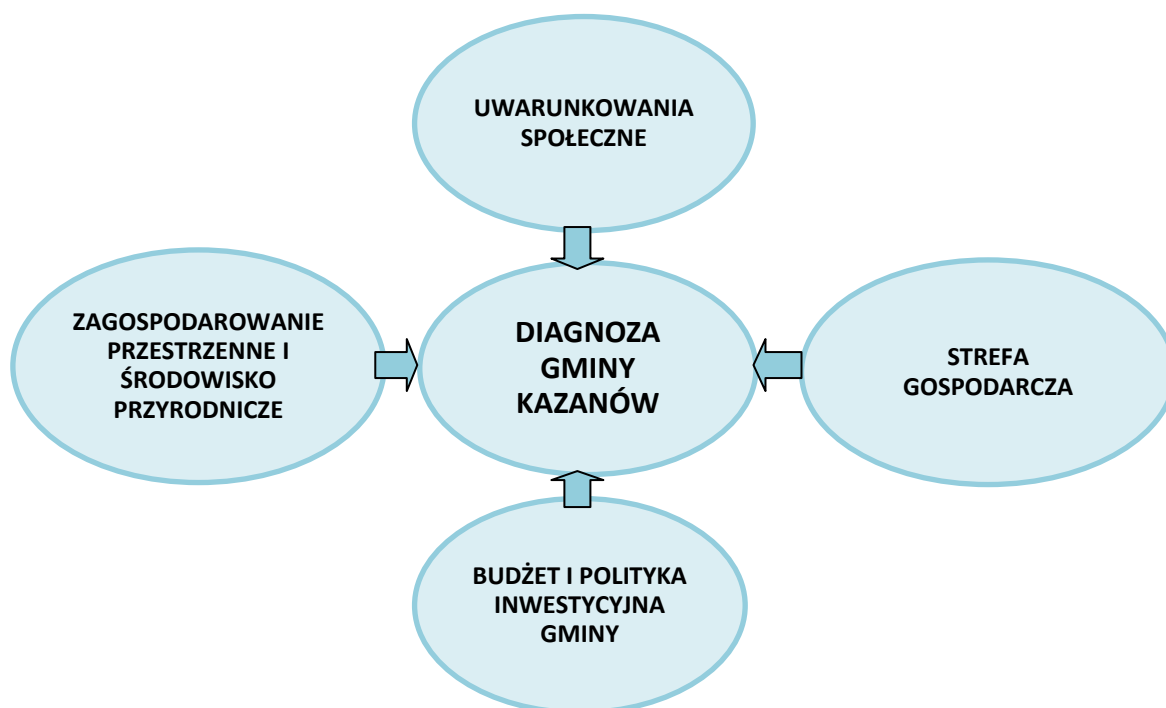 UWARUNKOWANIA
SPOŁECZNE
ZAGOSPODAROWANIE
PRZESTRZENNE I
ŚRODOWISKO
PRZYRODNICZE
DIAGNOZA
GMINY
KAZANÓW
STREFA
GOSPODARCZA
BUDŻET I POLITYKA
INWESTYCYJNA
GMINY